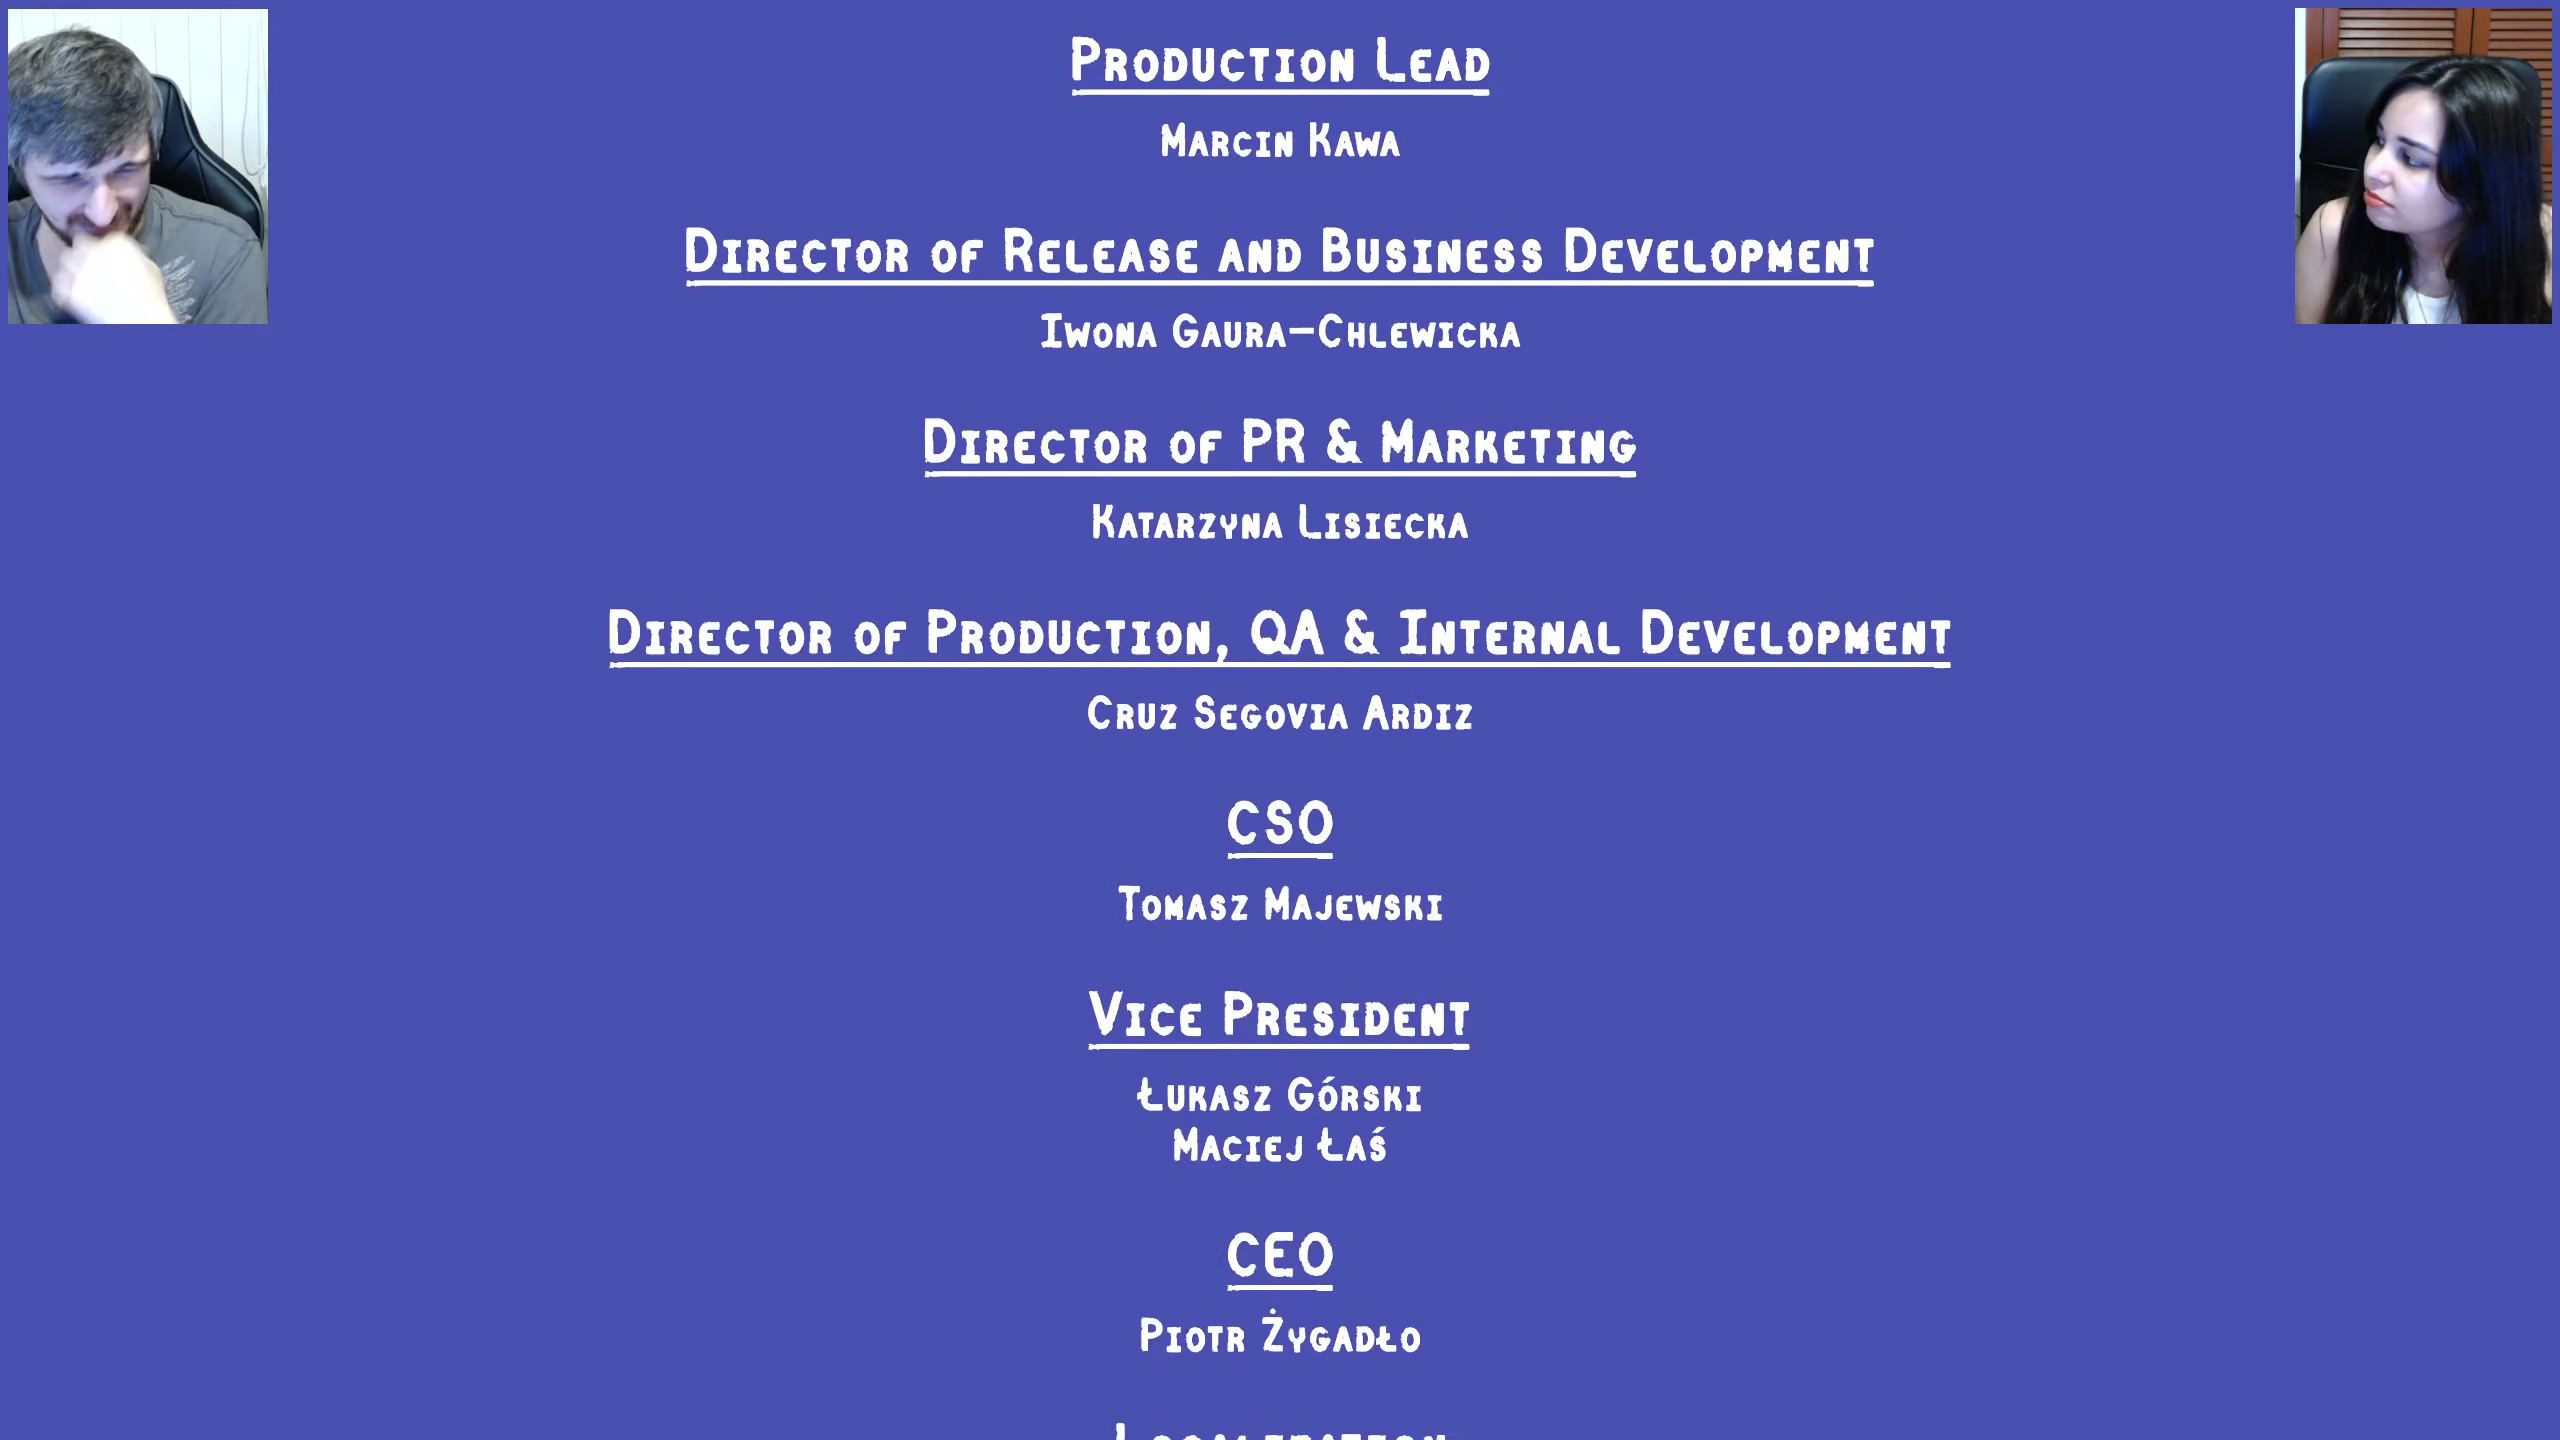 Production Lead
Marcin Kawa
Director of Release and Business Development
Iwona Gaura-Chlewicka
Director of PR & Marketing
Katarzyna Lisiecka
Director of Production, QA & Internal Development
Cruz Segovia Ardiz
CSO
Tomasz Majewski
Vice President
Łukasz Górski
Maciej Łaś
CEO
Piotr Żygadło
Localization